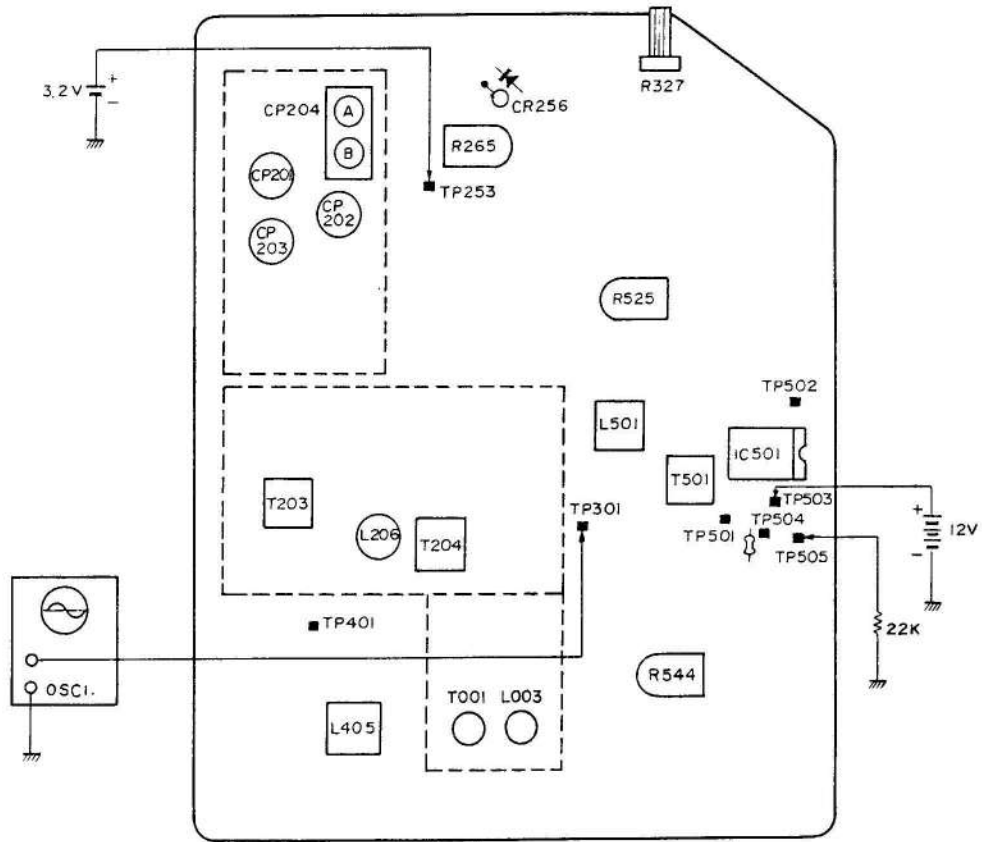 R327
3.2V
+
-
CP204
A
B
CR256
R265
CP201
TP253
CP
202
CP
203
R525
TP502
L501
IC501
T501
T203
TP503
TP301
+
-
12V
TP504
TP501
TP505
L206
T204
TP401
22K
OSCI.
R544
T001
L003
L405